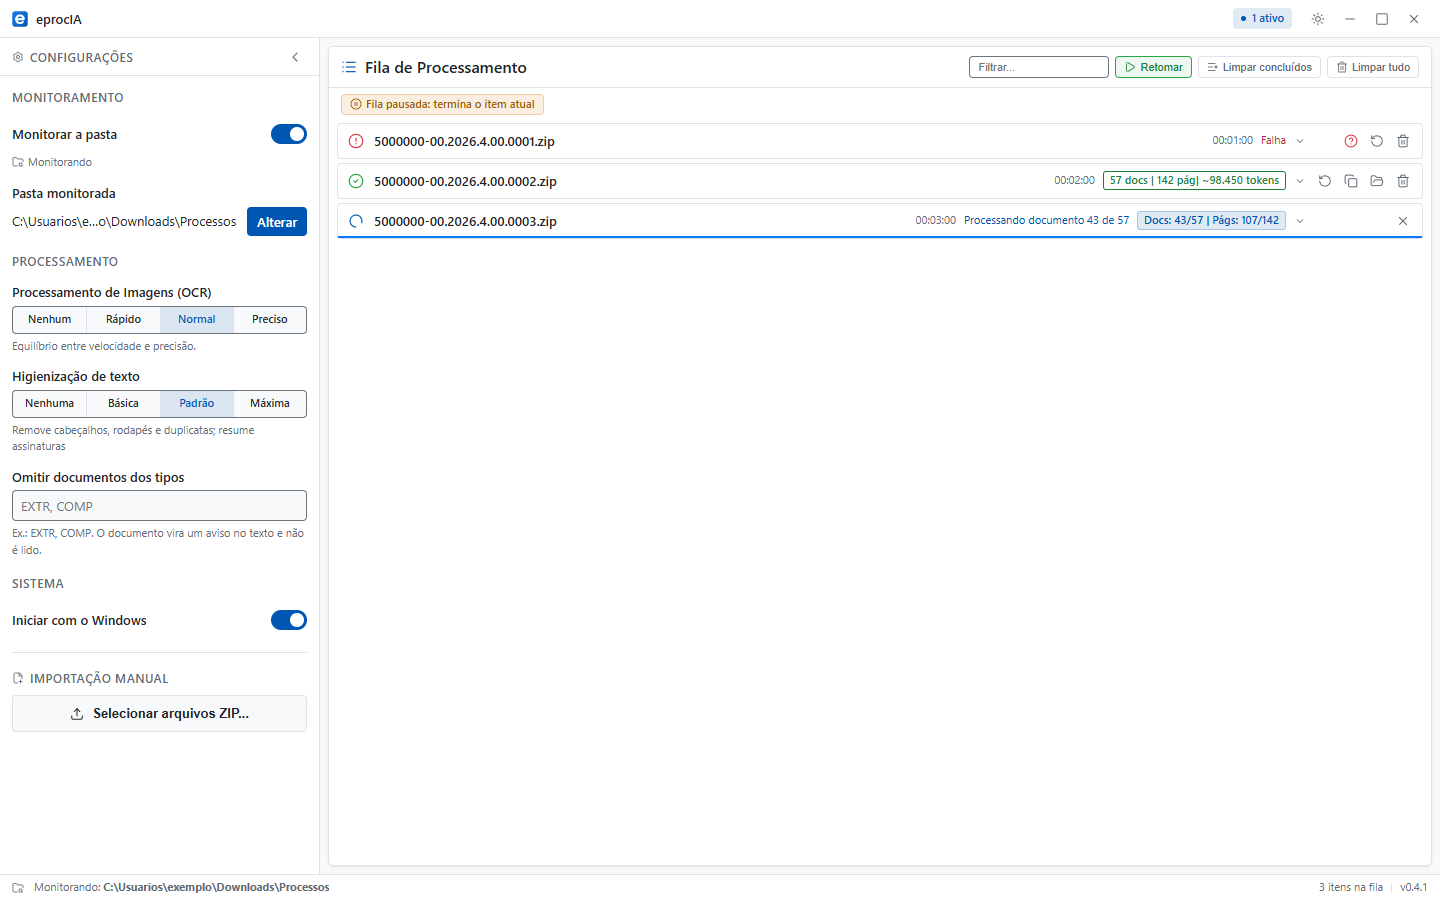 eprocIA
1 ativo
CONFIGURAÇÕES
MONITORAMENTO
Monitorar a pasta
Monitorando
Pasta monitorada
C:\Usuarios\e...o\Downloads\Processos
Alterar
PROCESSAMENTO
Processamento de Imagens (OCR)
Nenhum Rápido Normal Preciso
Equilíbrio entre velocidade e precisão.
Higienização de texto
Nenhuma Básica Padrão Máxima
Remove cabeçalhos, rodapés e duplicatas; resume
assinaturas
Omitir documentos dos tipos
EXTR, COMP
Ex.: EXTR, COMP. O documento vira um aviso no texto e não
é lido.
SISTEMA
Iniciar com o Windows
IMPORTAÇÃO MANUAL
Selecionar arquivos ZIP...
Fila de Processamento
Filtrar...
Retomar
Limpar concluídos
Limpar tudo
Fila pausada: termina o item atual
5000000-00.2026.4.00.0001.zip 00:01:00 Falha
5000000-00.2026.4.00.0002.zip 00:02:00 57 docs | 142 pág| ~98.450 tokens
5000000-00.2026.4.00.0003.zip 00:03:00 Processando documento 43 de 57 Docs: 43/57 | Págs: 107/142
Monitorando: C:\Usuarios\exemplo\Downloads\Processos
3 itens na fila
v0.4.1